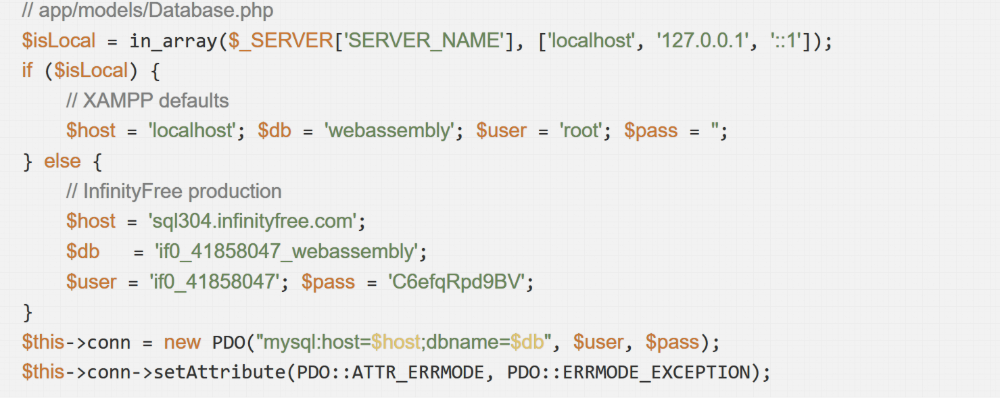 // app/models/Database.php
$isLocal = in_array($_SERVER['SERVER_NAME'], ['localhost', '127.0.0.1', '::1']);
if ($isLocal) {
// XAMPP defaults
$host = 'localhost'; $db = 'webassembly'; $user = 'root'; $pass = '';
} else {
// InfinityFree production
$host = 'sql304.infinityfree.com';
$db = 'if0_41858047_webassembly';
$user = 'if0_41858047'; $pass = 'C6efqRpd9BV';
}
$this->conn = new PDO("mysql:host=$host;dbname=$db", $user, $pass);
$this->conn->setAttribute(PDO::ATTR_ERRMODE, PDO::ERRMODE_EXCEPTION);